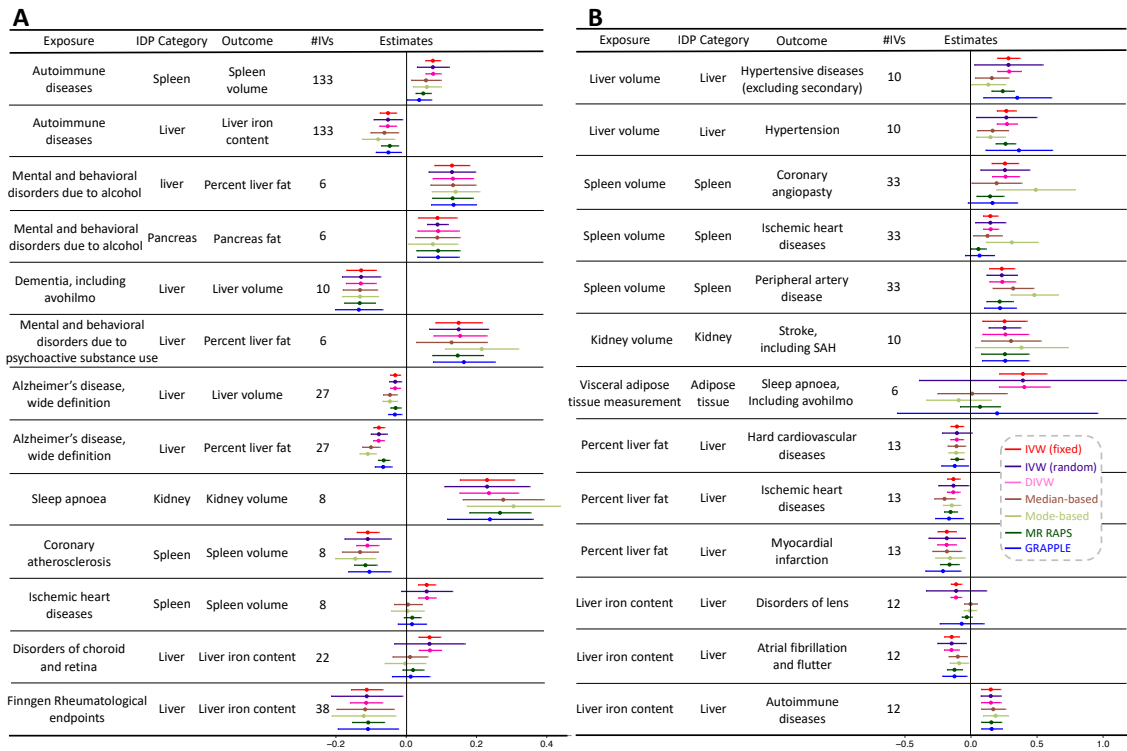 A
Exposure IDP Category Outcome #IVs Estimates
Autoimmune
diseases
Spleen
Spleen
volume
133
Autoimmune
diseases
Liver
Liver iron
content
133
Mental and behavioral
disorders due to alcohol
liver
Percent liver fat
6
Mental and behavioral
disorders due to alcohol
Pancreas
Pancreas fat
6
Dementia, including
avohilmo
Liver
Liver volume
10
Mental and behavioral
disorders due to
psychoactive substance use
Liver
Percent liver fat
6
Alzheimer's disease,
wide definition
Liver
Liver volume
27
Alzheimer's disease,
wide definition
Liver
Percent liver fat
27
Sleep apnoea
Kidney
Kidney volume
8
Coronary
atherosclerosis
Spleen
Spleen volume
8
Ischemic heart
diseases
Spleen
Spleen volume
8
Disorders of choroid
and retina
Liver
Liver iron content
22
Finngen Rheumatological
endpoints
Liver
Liver iron content
38
−0.2 0.0 0.2 0.4
B
Exposure IDP Category Outcome #IVs Estimates
Liver volume
Liver
Hypertensive diseases
(excluding secondary)
10
Liver volume
Liver
Hypertension
10
Spleen volume
Spleen
Coronary
angiopasty
33
Spleen volume
Spleen
Ischemic heart
diseases
33
Spleen volume
Spleen
Peripheral artery
disease
33
Kidney volume
Kidney
Stroke,
including SAH
10
Visceral adipose
tissue measurement
Adipose
tissue
Sleep apnoea,
Including avohilmo
6
Percent liver fat
Liver
Hard cardiovascular
diseases
13
Percent liver fat
Liver
Ischemic heart
diseases
13
Percent liver fat
Liver
Myocardial
infarction
13
Liver iron content
Liver
Disorders of lens
12
Liver iron content
Liver
Atrial fibrillation
and flutter
12
Liver iron content
Liver
Autoimmune
diseases
12
IVW (fixed)
IVW (random)
DIVW
Median-based
Mode-based
MR RAPS
GRAPPLE
−0.5 0.0 0.5 1.0